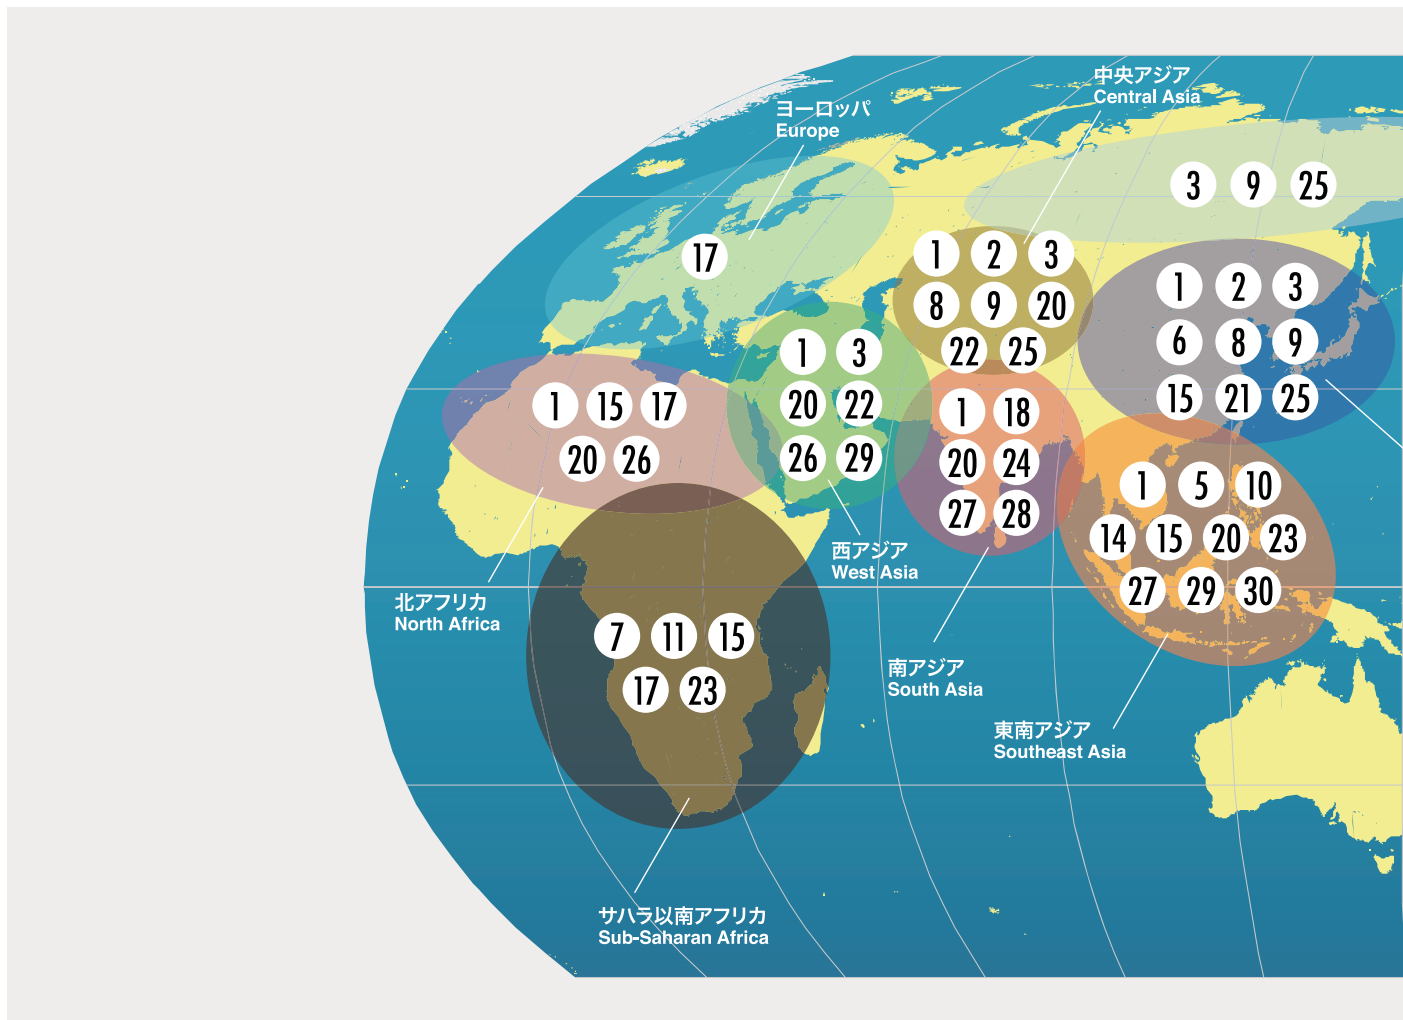 中央アジア
Central Asia
ヨーロッパ
Europe
3 9 25
17
1 2 3
8 9 20
22 25
1 2 3
6 8 9
15 21 25
1 3
20 22
26 29
1 15 17
20 26
1 18
20 24
27 28
1 5 10
14 15 20 23
27 29 30
西アジア
West Asia
北アフリカ
North Africa
7 11 15
17 23
南アジア
South Asia
東南アジア
Southeast Asia
サハラ以南アフリカ
Sub-Saharan Africa